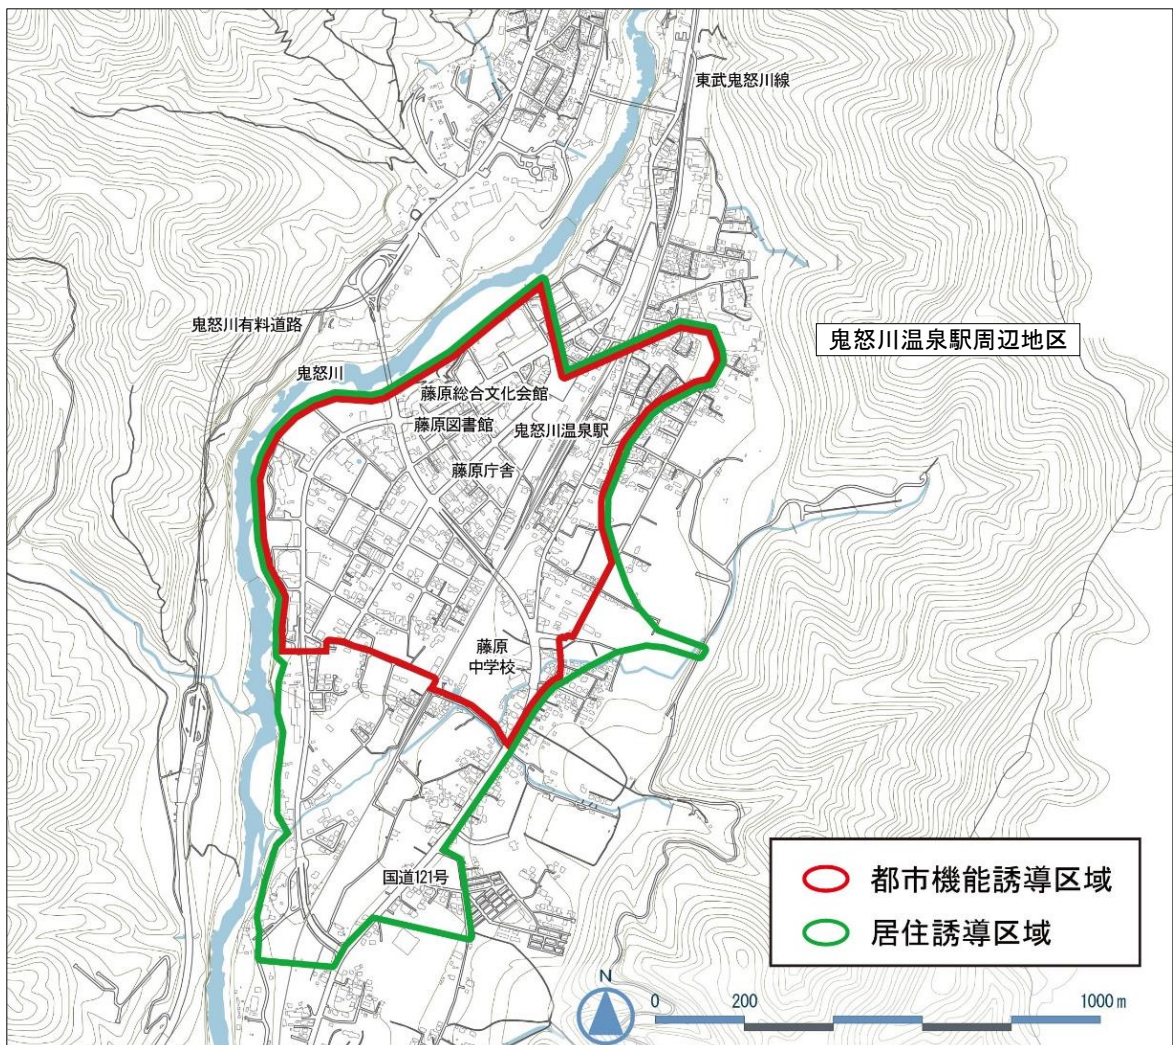 東武鬼怒川線
鬼怒川有料道路
鬼怒川温泉駅周辺地区
鬼怒川
藤原総合文化会館
藤原図書館
鬼怒川温泉駅
藤原庁舎
藤原
中学校
国道121号
都市機能誘導区域
居住誘導区域
N
0 200 1000m